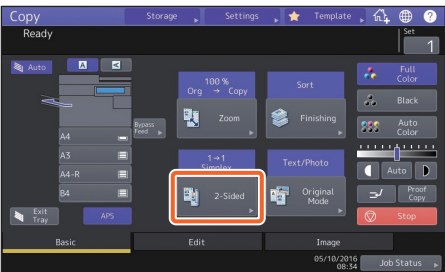 Copy
Storage
Settings
Template
Ready
Set
1
Auto
A
A
100 %
Org → Copy
Sort
Full
Color
Zoom
Finishing
Black
Bypass
Feed
Auto
Color
A4
A3
A4-R
B4
1→1
Simplex
Text/Photo
2-Sided
Original
Mode
Auto
Proof
Copy
Exit
Tray
APS
Stop
Basic
Edit
Image
05/10/2016
08:34
Job Status